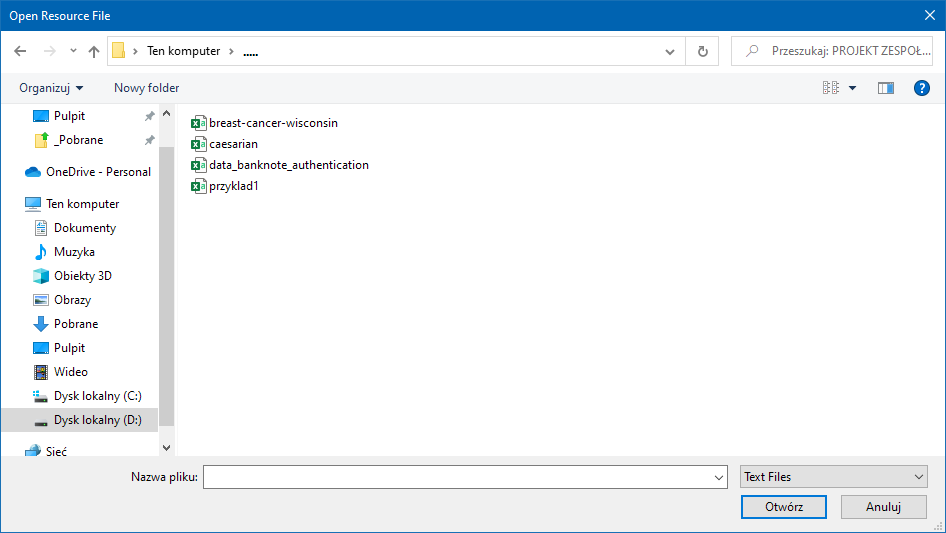 Open Resource File
Ten komputer
.....
Przeszukaj: PROJEKT ZESPOŁ...
Organizuj
Nowy folder
?
Pulpit
_Pobrane
OneDrive - Personal
Ten komputer
Dokumenty
Muzyka
Obiekty 3D
Obrazy
Pobrane
Pulpit
Wideo
Dysk lokalny (C:)
Dysk lokalny (D:)
Sieć
breast-cancer-wisconsin
caesarian
data_banknote_authentication
przyklad1
Nazwa pliku:
Text Files
Otwórz
Anuluj